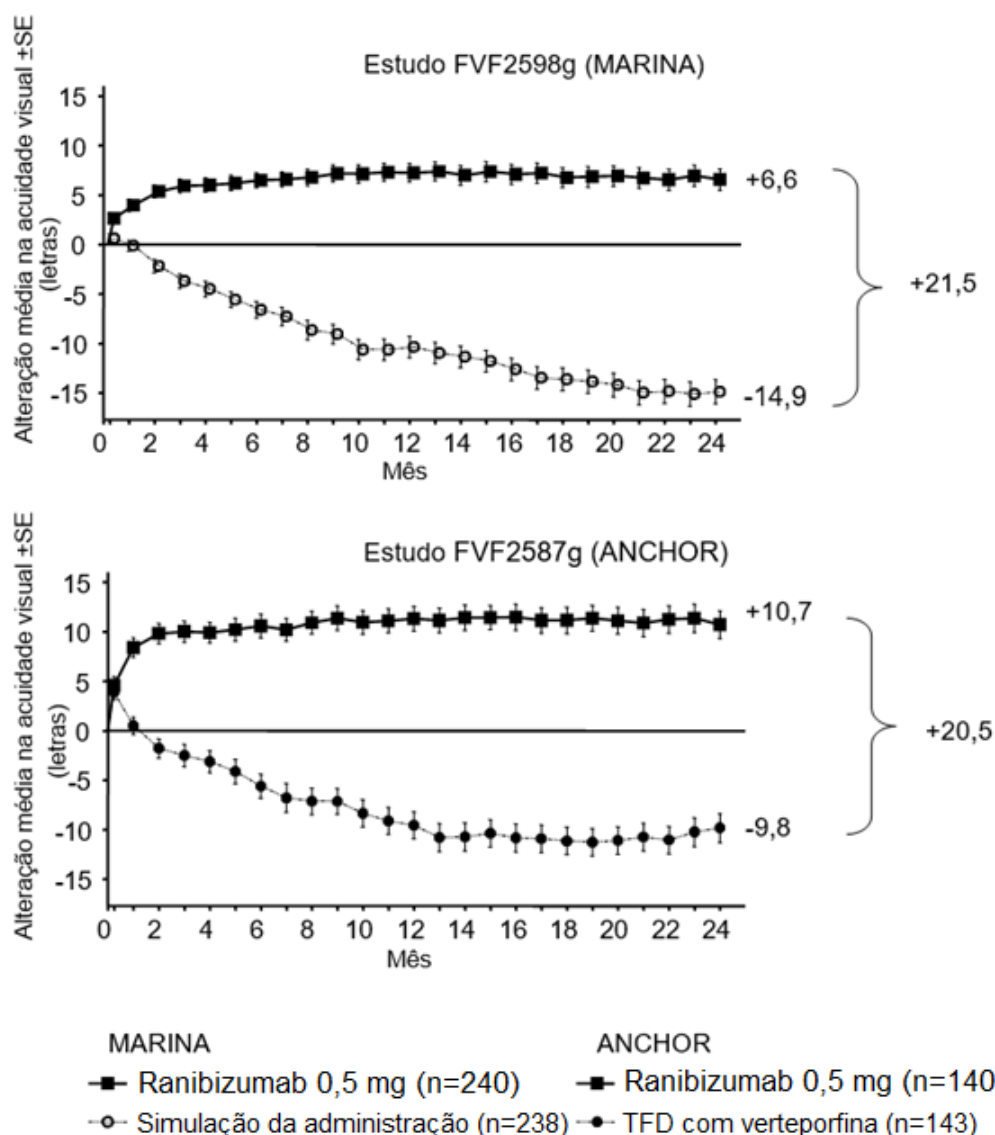 Estudo FVF2598g (MARINA)
Alteração média na acuidade visual ±SE
(letras)
15
10
5
0
-5
-10
-15
+6,6
+21,5
-14,9
0 2 4 6 8 10 12 14 16 18 20 22 24
Mês
Estudo FVF2587g (ANCHOR)
Alteração média na acuidade visual ±SE
(letras)
15
10
5
0
-5
-10
-15
+10,7
+20,5
-9,8
0 2 4 6 8 10 12 14 16 18 20 22 24
Mês
MARINA
Ranibizumab 0,5 mg (n=240)
Simulação da administração (n=238)
ANCHOR
Ranibizumab 0,5 mg (n=140
TFD com verteporfina (n=143)